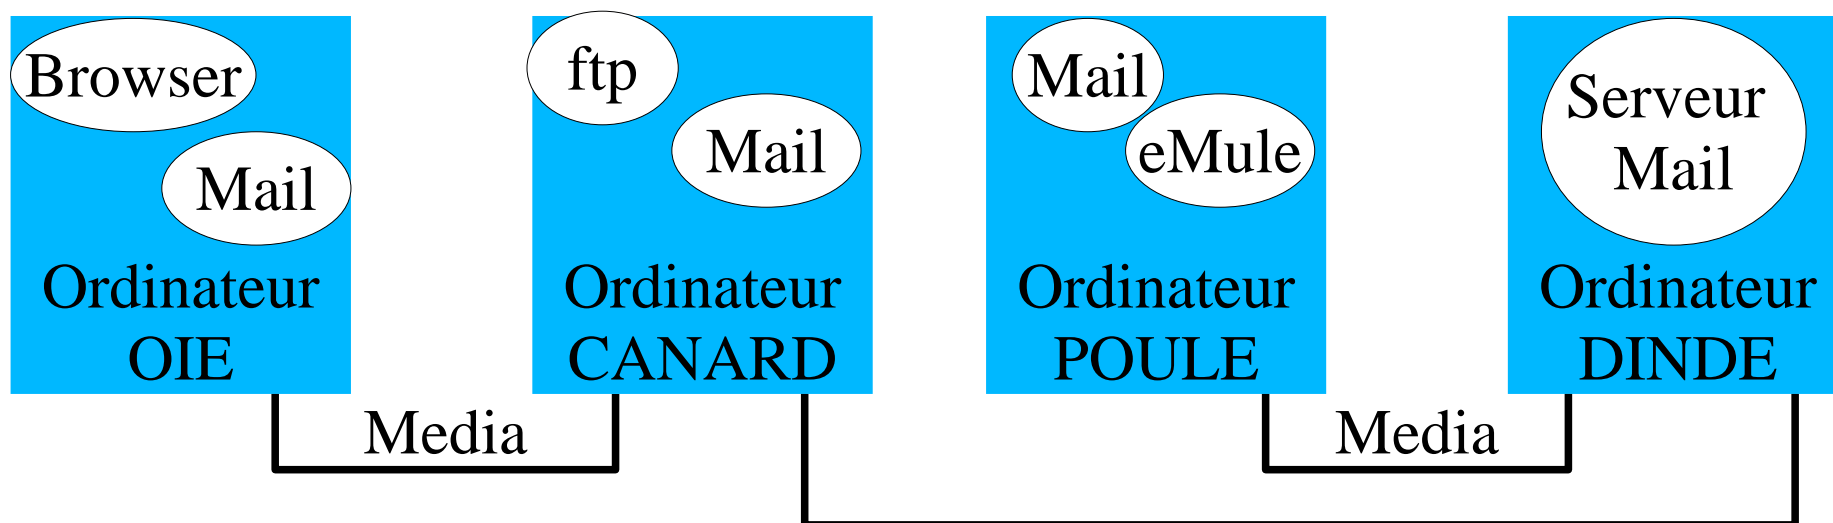 Browser
Mail
Ordinateur
OIE
ftp
Mail
Ordinateur
CANARD
Mail
eMule
Ordinateur
POULE
Serveur
Mail
Ordinateur
DINDE
Media
Media